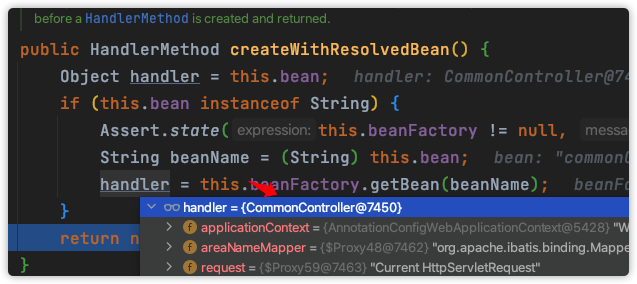 before a HandlerMethod is created and returned.
public HandlerMethod createWithResolvedBean() {
Object handler = this.bean; handler: CommonController@74
if (this.bean instanceof String) {
Assert.state( expression: this.beanFactory != null,
String beanName = (String) this.bean; bean: "commo
handler = this.beanFactory.getBean(beanName); beanFa
}
handler = {CommonController@7450}
applicationContext = {AnnotationConfigWebApplicationContext@5428} "W
areaNameMapper = {$Proxy48@7462} "org.apache.ibatis.binding.Mappe
return n
request = {$Proxy59@7463} "Current HttpServletRequest"
}